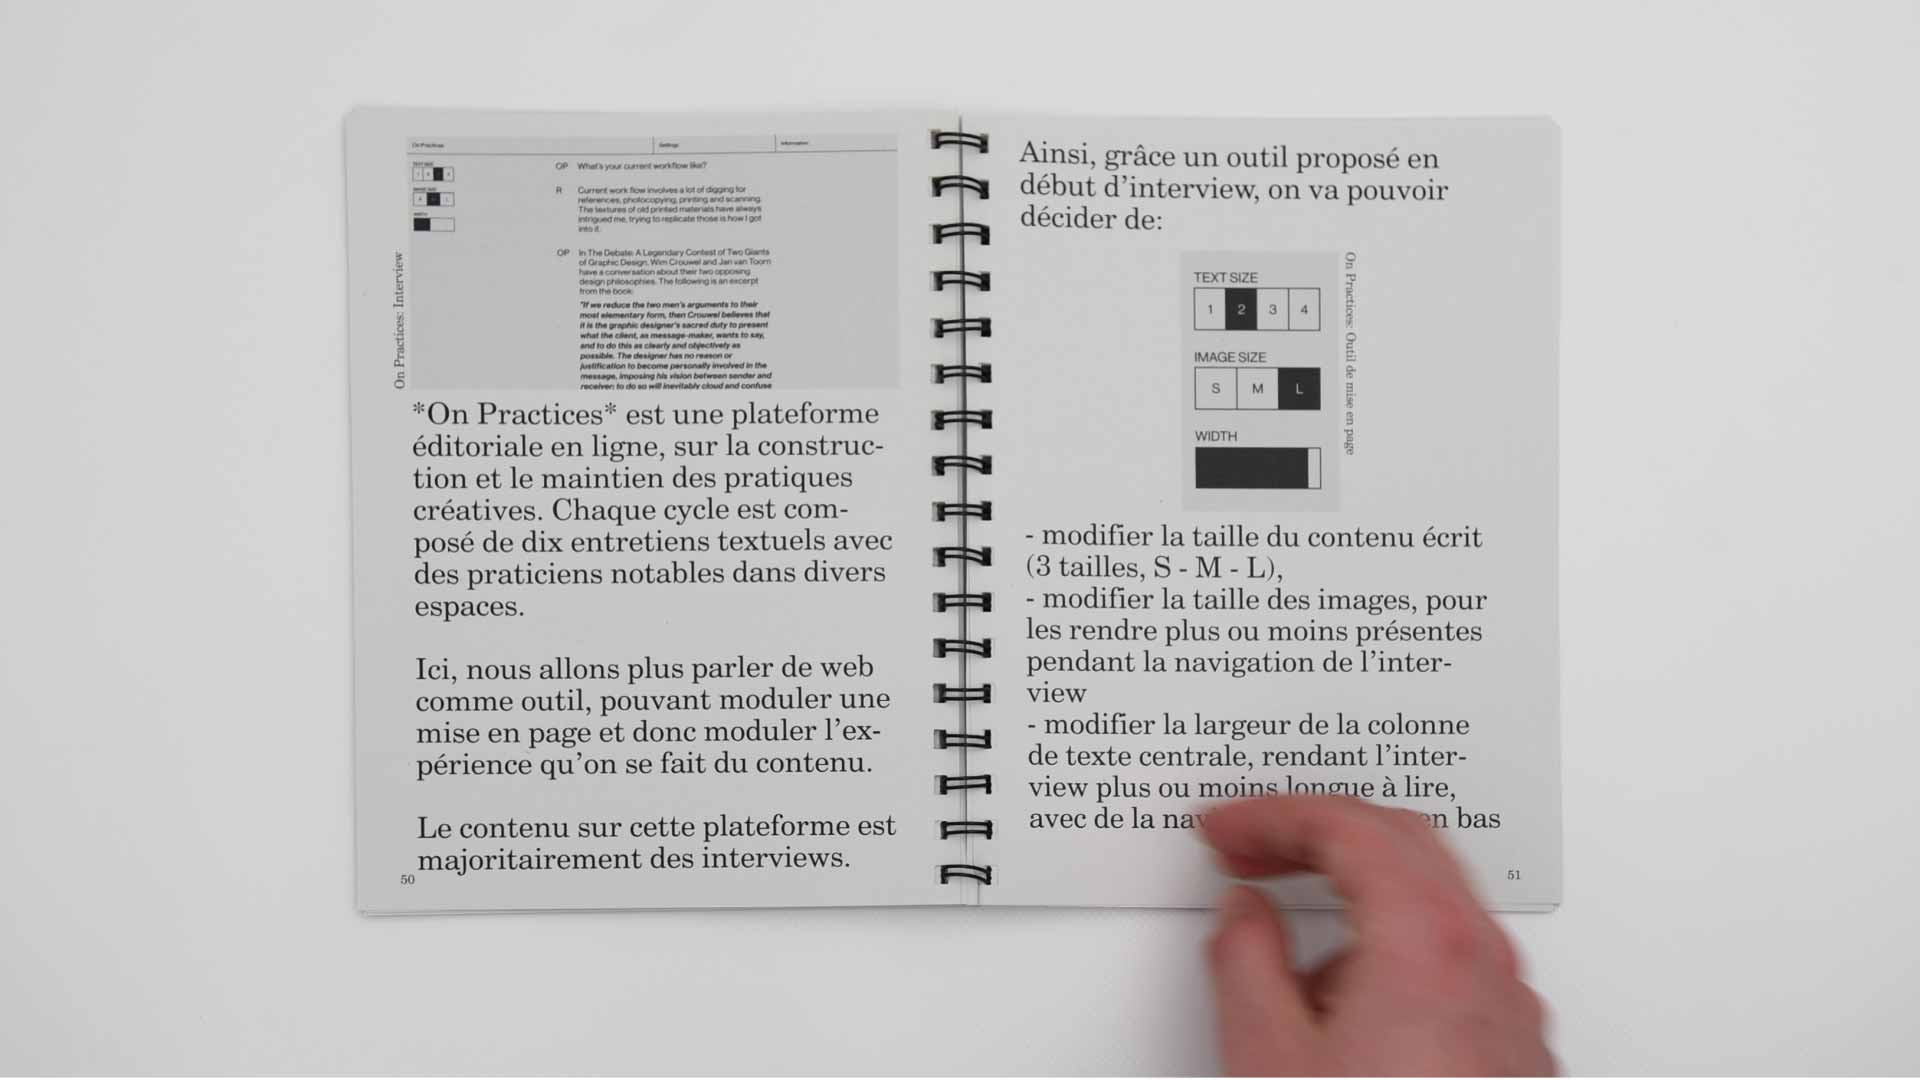 On Practices
Settings
Information
TEXT SIZE
IMAGE SIZE
WIDTH
OP What's your current workflow like?
R Current work flow involves a lot of digging for
references, photocopying, printing and scanning.
The textures of old printed materials have always
intrigued me, trying to replicate those is how I got
into it.
OP In The Debate: A Legendary Contest of Two Giants
of Graphic Design, Wim Crouwel and Jan van Toorn
have a conversation about their two opposing
design philosophies. The following is an excerpt
from the book:
"If we reduce the two men's arguments to their
most elementary form, then Crouwel believes that
it is the graphic designer's sacred duty to present
what the client, as message-maker, wants to say,
and to do this as clearly and objectively as
possible. The designer has no reason or
justification to become personally involved in the
message, imposing his vision between sender and
receiver: to do so will inevitably cloud and confuse
On Practices: Interview
*On Practices* est une plateforme
éditoriale en ligne, sur la construc-
tion et le maintien des pratiques
créatives. Chaque cycle est com-
posé de dix entretiens textuels avec
des praticiens notables dans divers
espaces.
Ici, nous allons plus parler de web
comme outil, pouvant moduler une
mise en page et donc moduler l'ex-
périence qu'on se fait du contenu.
Le contenu sur cette plateforme est
majoritairement des interviews.
50
Ainsi, grâce un outil proposé en
début d'interview, on va pouvoir
décider de:
TEXT SIZE
1 2 3 4
IMAGE SIZE
S M L
WIDTH
On Practices: Outil de mise en page
- modifier la taille du contenu écrit
(3 tailles, S - M - L),
- modifier la taille des images, pour
les rendre plus ou moins présentes
pendant la navigation de l'inter-
view
- modifier la largeur de la colonne
de texte centrale, rendant l'inter-
view plus ou moins longue à lire,
avec de la en bas
51